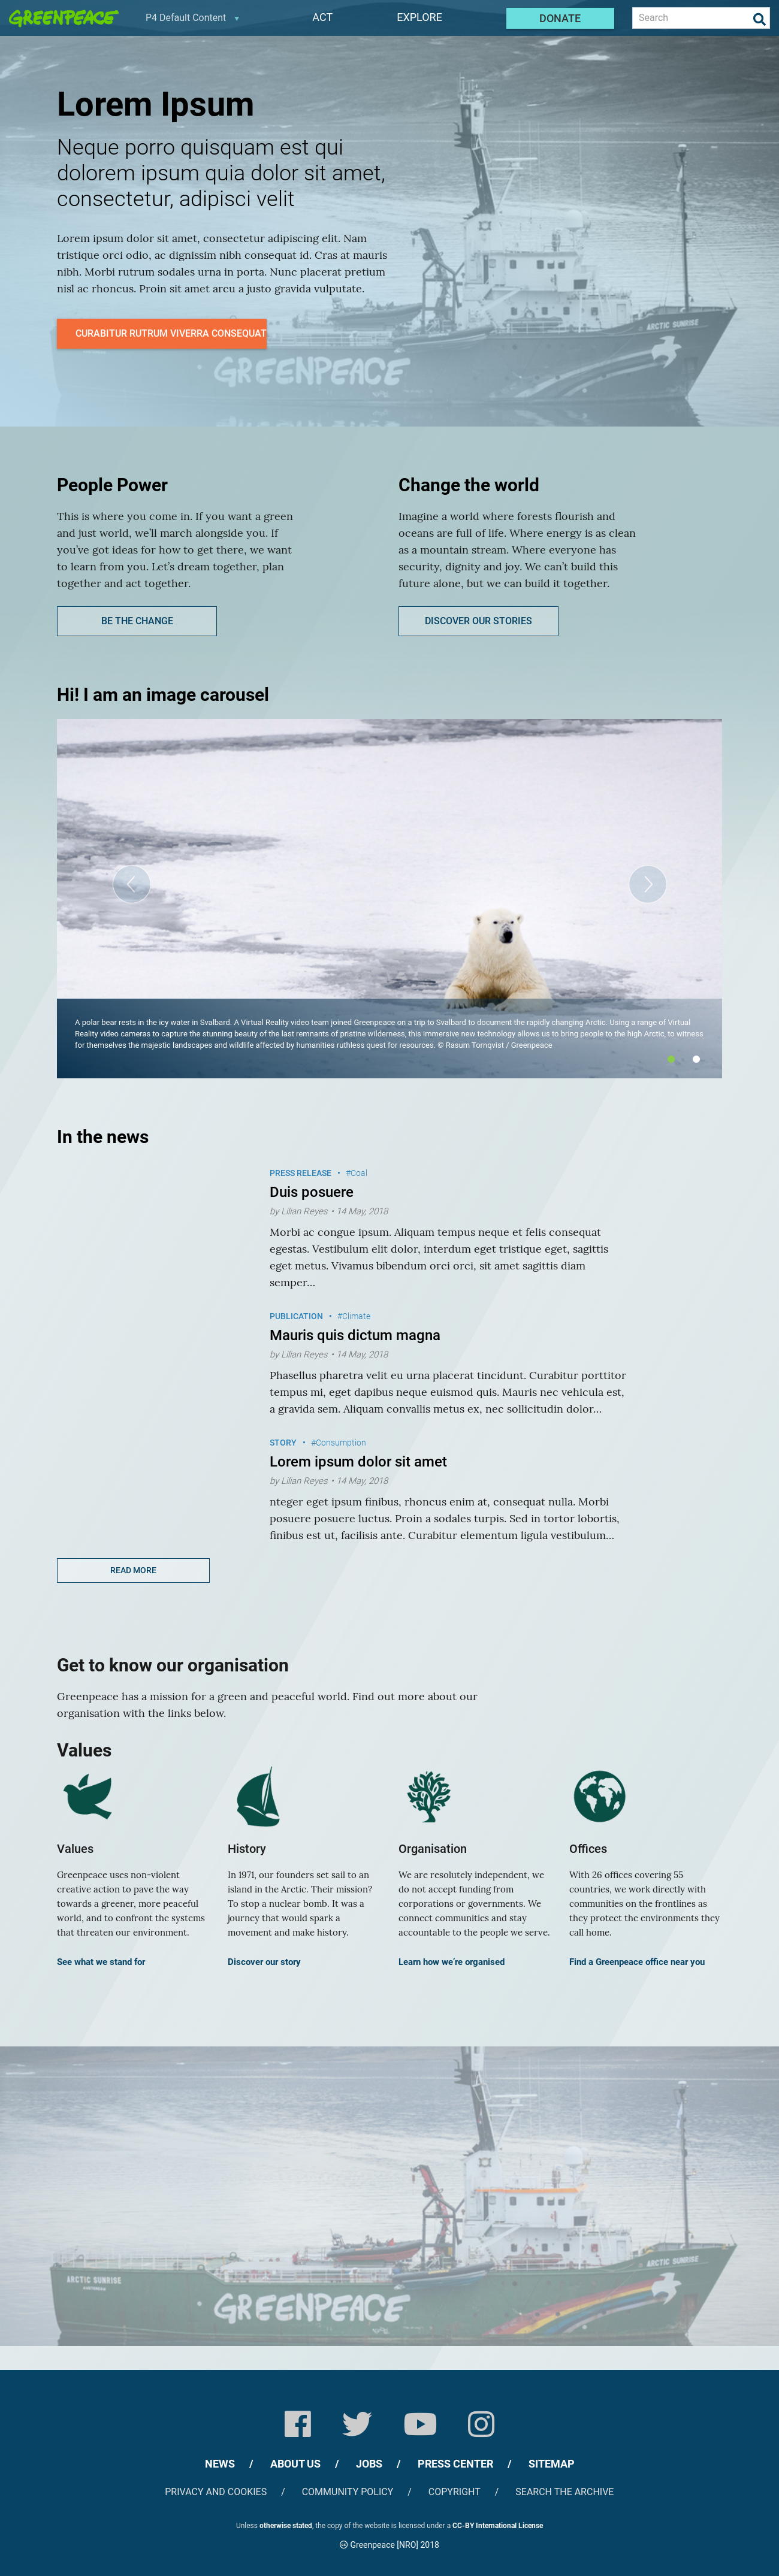 GREENPEACE
P4 Default Content
ACT
EXPLORE
DONATE
Search
Lorem Ipsum
Neque porro quisquam est qui
dolorem ipsum quia dolor sit amet,
consectetur, adipisci velit
Lorem ipsum dolor sit amet, consectetur adipiscing elit. Nam
tristique orci odio, ac dignissim nibh consequat id. Cras at mauris
nibh. Morbi rutrum sodales urna in porta. Nunc placerat pretium
nisl ac rhoncus. Proin sit amet arcu a justo gravida vulputate.
CURABITUR RUTRUM VIVERRA CONSEQUAT
ARCTIC SUNRISE
GREENPEACE
People Power
This is where you come in. If you want a green
and just world, we’ll march alongside you. If
you’ve got ideas for how to get there, we want
to learn from you. Let’s dream together, plan
together and act together.
BE THE CHANGE
Change the world
Imagine a world where forests flourish and
oceans are full of life. Where energy is as clean
as a mountain stream. Where everyone has
security, dignity and joy. We can’t build this
future alone, but we can build it together.
DISCOVER OUR STORIES
Hi! I am an image carousel
A polar bear rests in the icy water in Svalbard. A Virtual Reality video team joined Greenpeace on a trip to Svalbard to document the rapidly changing Arctic. Using a range of Virtual
Reality video cameras to capture the stunning beauty of the last remnants of pristine wilderness, this immersive new technology allows us to bring people to the high Arctic, to witness
for themselves the majestic landscapes and wildlife affected by humanities ruthless quest for resources. © Rasum Tornqvist / Greenpeace
In the news
PRESS RELEASE • #Coal
Duis posuere
by Lilian Reyes • 14 May, 2018
Morbi ac congue ipsum. Aliquam tempus neque et felis consequat
egestas. Vestibulum elit dolor, interdum eget tristique eget, sagittis
eget metus. Vivamus bibendum orci orci, sit amet sagittis diam
semper...
PUBLICATION • #Climate
Mauris quis dictum magna
by Lilian Reyes • 14 May, 2018
Phasellus pharetra velit eu urna placerat tincidunt. Curabitur porttitor
tempus mi, eget dapibus neque euismod quis. Mauris nec vehicula est,
a gravida sem. Aliquam convallis metus ex, nec sollicitudin dolor...
STORY • #Consumption
Lorem ipsum dolor sit amet
by Lilian Reyes • 14 May, 2018
nteger eget ipsum finibus, rhoncus enim at, consequat nulla. Morbi
posuere posuere luctus. Proin a sodales turpis. Sed in tortor lobortis,
finibus est ut, facilisis ante. Curabitur elementum ligula vestibulum...
READ MORE
Get to know our organisation
Greenpeace has a mission for a green and peaceful world. Find out more about our
organisation with the links below.
Values
Values
Greenpeace uses non-violent
creative action to pave the way
towards a greener, more peaceful
world, and to confront the systems
that threaten our environment.
See what we stand for
History
In 1971, our founders set sail to an
island in the Arctic. Their mission?
To stop a nuclear bomb. It was a
journey that would spark a
movement and make history.
Discover our story
Organisation
We are resolutely independent, we
do not accept funding from
corporations or governments. We
connect communities and stay
accountable to the people we serve.
Learn how we’re organised
Offices
With 26 offices covering 55
countries, we work directly with
communities on the frontlines as
they protect the environments they
call home.
Find a Greenpeace office near you
ARCTIC SUNRISE
ARCTIC SUNRISE
AMSTERDAM
GREENPEACE
NEWS / ABOUT US / JOBS / PRESS CENTER / SITEMAP
PRIVACY AND COOKIES / COMMUNITY POLICY / COPYRIGHT / SEARCH THE ARCHIVE
Unless otherwise stated, the copy of the website is licensed under a CC-BY International License
Greenpeace [NRO] 2018